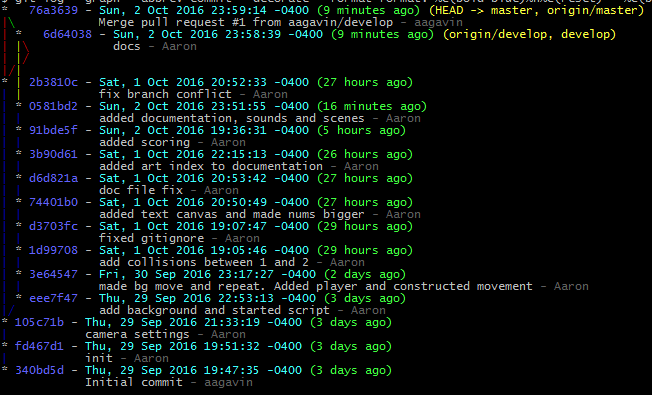 * 76a3639 - Sun, 2 Oct 2016 23:59:14 -0400 (9 minutes ago) (HEAD -> master, origin/master)
|\ Merge pull request #1 from aagavin/develop - aagavin
| * 6d64038 - Sun, 2 Oct 2016 23:58:39 -0400 (9 minutes ago) (origin/develop, develop)
| |\ docs - Aaron
| |/
|/|
* | 2b3810c - Sat, 1 Oct 2016 20:52:33 -0400 (27 hours ago)
| | fix branch conflict - Aaron
| * 0581bd2 - Sun, 2 Oct 2016 23:51:55 -0400 (16 minutes ago)
| | added documentation, sounds and scenes - Aaron
| * 91bde5f - Sun, 2 Oct 2016 19:36:31 -0400 (5 hours ago)
| | added scoring - Aaron
| * 3b90d61 - Sat, 1 Oct 2016 22:15:13 -0400 (26 hours ago)
| | added art index to documentation - Aaron
| * d6d821a - Sat, 1 Oct 2016 20:53:42 -0400 (27 hours ago)
| | doc file fix - Aaron
| * 74401b0 - Sat, 1 Oct 2016 20:50:49 -0400 (27 hours ago)
| | added text canvas and made nums bigger - Aaron
| * d3703fc - Sat, 1 Oct 2016 19:07:47 -0400 (29 hours ago)
| | fixed gitignore - Aaron
| * 1d99708 - Sat, 1 Oct 2016 19:05:46 -0400 (29 hours ago)
| | add collisions between 1 and 2 - Aaron
| * 3e64547 - Fri, 30 Sep 2016 23:17:27 -0400 (2 days ago)
| | made bg move and repeat. Added player and constructed movement - Aaron
| * eee7f47 - Thu, 29 Sep 2016 22:53:13 -0400 (3 days ago)
|/ add background and started script - Aaron
* 105c71b - Thu, 29 Sep 2016 21:33:19 -0400 (3 days ago)
| camera settings - Aaron
* fd467d1 - Thu, 29 Sep 2016 19:51:32 -0400 (3 days ago)
| init - Aaron
* 340bd5d - Thu, 29 Sep 2016 19:47:35 -0400 (3 days ago)
Initial commit - aagavin